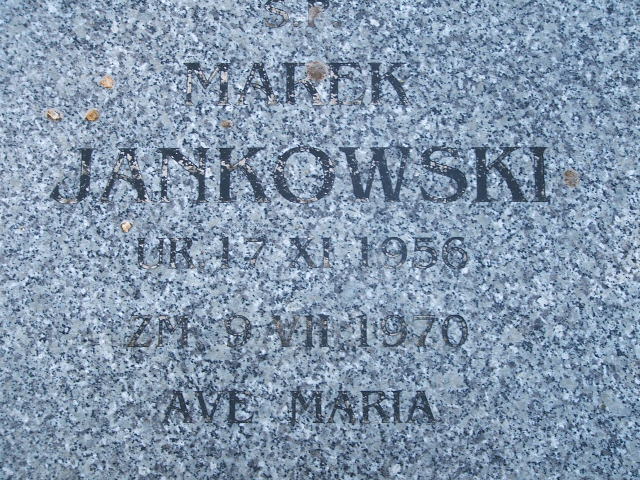 Ś.P.
MAREK
JANKOWSKI
UR. 17 XI 1956
ZM. 9 VII 1970
AVE MARIA